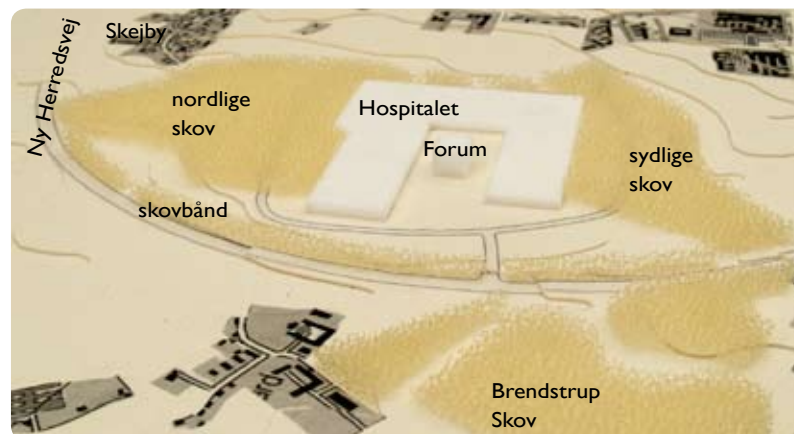 Skejby
Ny Herredsvej
nordlige
skov
Hospitalet
Forum
sydlige
skov
skovbånd
Brendstrup
Skov